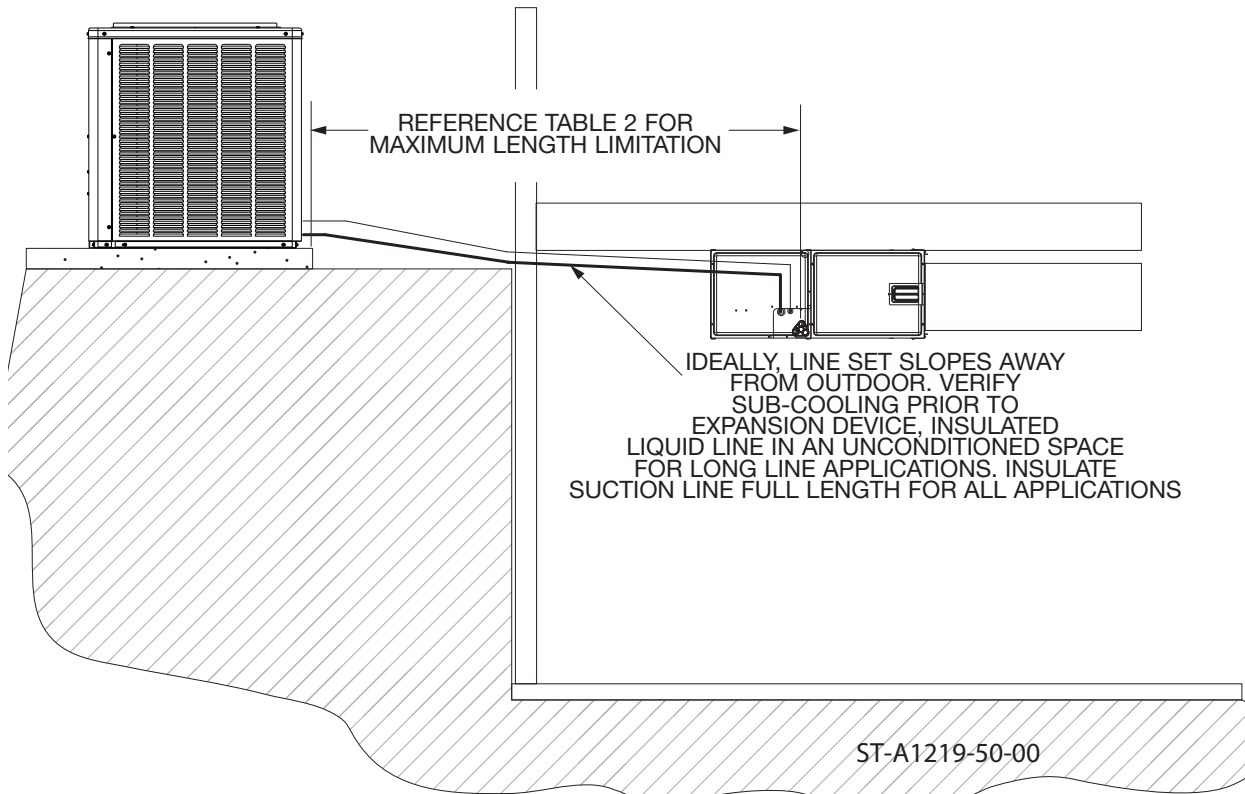 REFERENCE TABLE 2 FOR
MAXIMUM LENGTH LIMITATION
IDEALLY, LINE SET SLOPES AWAY
FROM OUTDOOR. VERIFY
SUB-COOLING PRIOR TO
EXPANSION DEVICE, INSULATED
LIQUID LINE IN AN UNCONDITIONED SPACE
FOR LONG LINE APPLICATIONS. INSULATE
SUCTION LINE FULL LENGTH FOR ALL APPLICATIONS
ST-A1219-50-00